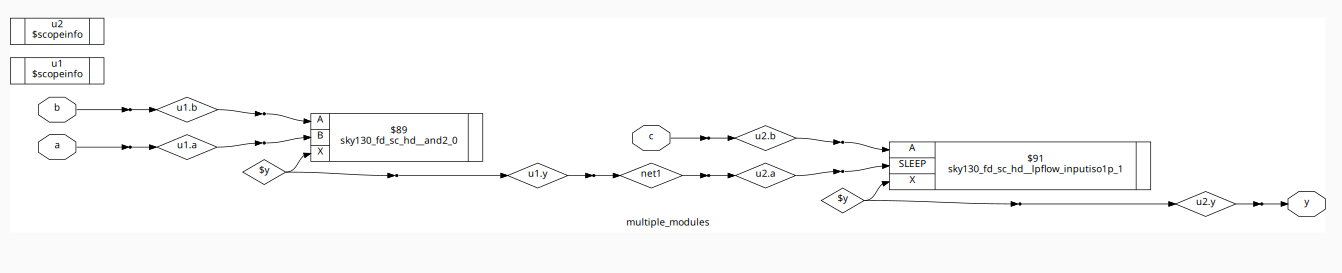 u2
$scopeinfo
u1
$scopeinfo
b
u1.b
a
u1.a
A
B
X
$89
sky130_fd_sc_hd__and2_0
$y
u1.y
net1
c
u2.b
u2.a
A
SLEEP
X
$91
sky130_fd_sc_hd__lpflow_inputiso1p_1
$y
u2.y
y
multiple_modules